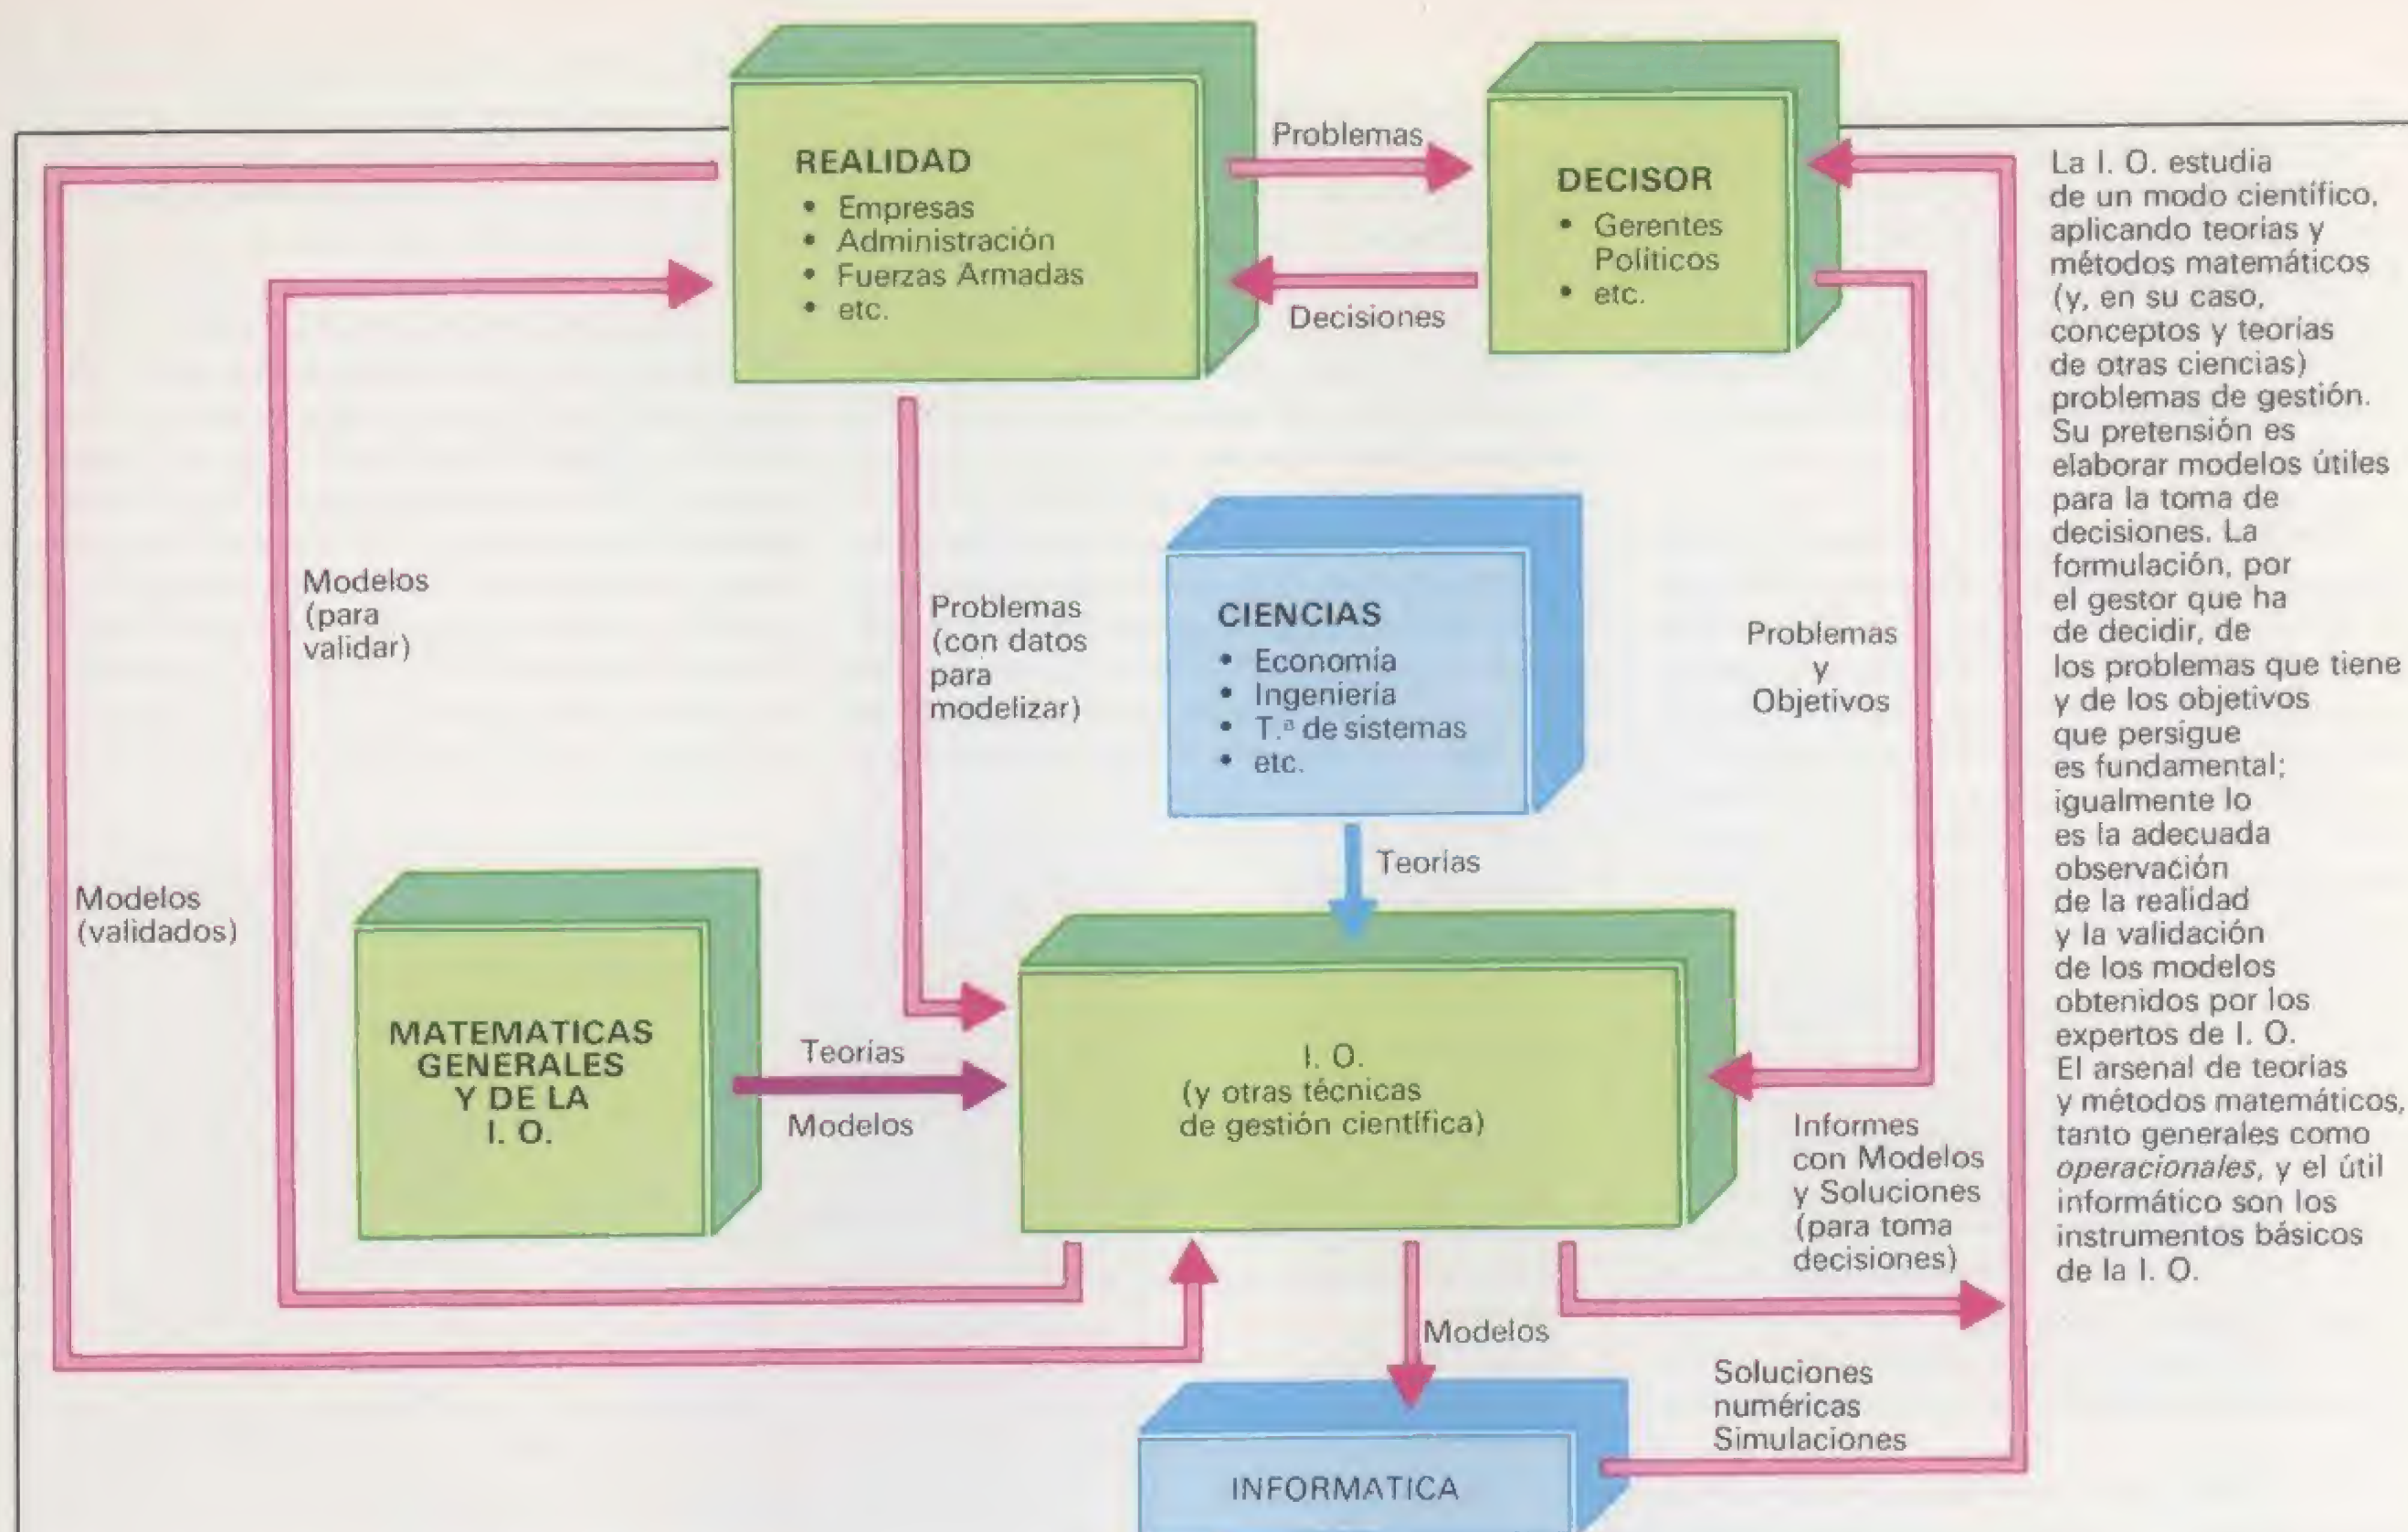 Problemas
REALIDAD
• Empresas
• Administración
• Fuerzas Armadas
• etc.
DECISOR
• Gerentes
Políticos
• etc.
Decisiones
Modelos
(para
validar)
Problemas
(con datos
para
modelizar)
CIENCIAS
• Economía
• Ingeniería
• T.ª de sistemas
• etc.
Problemas
y
Objetivos
Teorías
Modelos
(validados)
MATEMATICAS
GENERALES
Y DE LA
I. O.
Teorías
Modelos
I. O.
(y otras técnicas
de gestión científica)
Informes
con Modelos
y Soluciones
(para toma
decisiones)
Modelos
Soluciones
numéricas
Simulaciones
INFORMATICA
La I. O. estudia
de un modo científico,
aplicando teorías y
métodos matemáticos
(y, en su caso,
conceptos y teorías
de otras ciencias)
problemas de gestión.
Su pretensión es
elaborar modelos útiles
para la toma de
decisiones. La
formulación, por
el gestor que ha
de decidir, de
los problemas que tiene
y de los objetivos
que persigue
es fundamental;
igualmente lo
es la adecuada
observación
de la realidad
y la validación
de los modelos
obtenidos por los
expertos de I. O.
El arsenal de teorías
y métodos matemáticos,
tanto generales como
operacionales, y el útil
informático son los
instrumentos básicos
de la I. O.